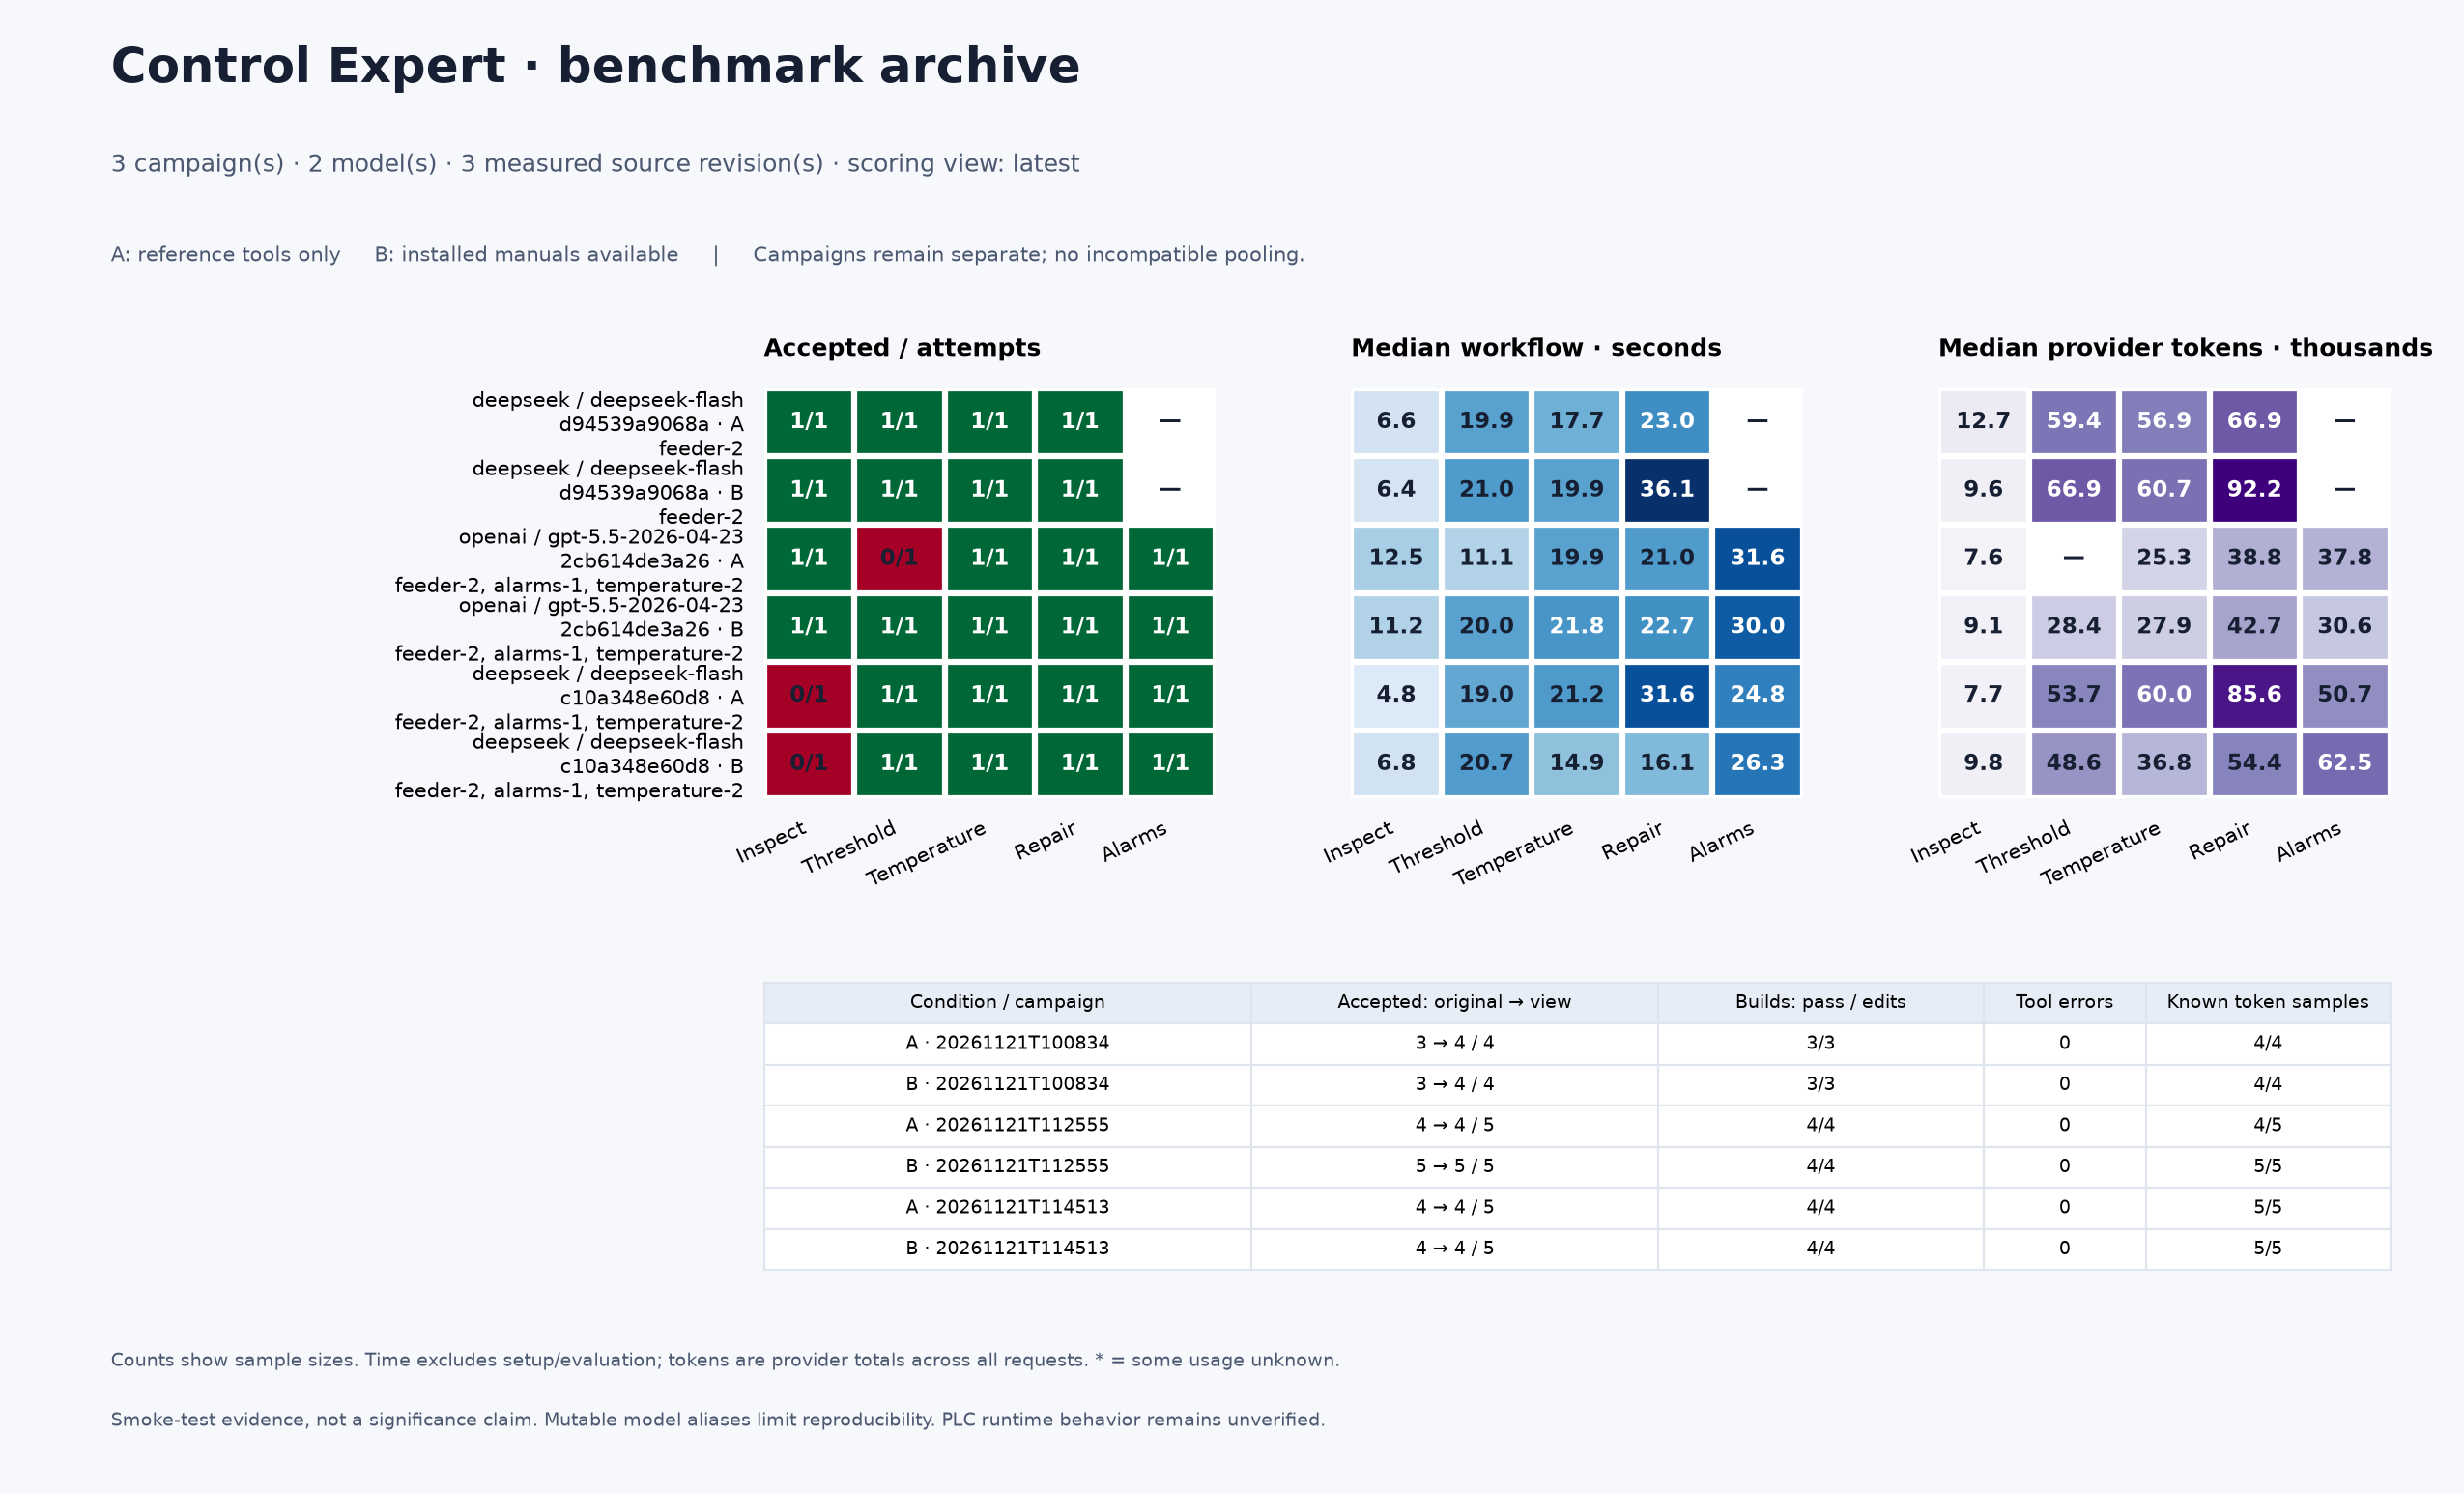 Control Expert · benchmark archive
3 campaign(s) · 2 model(s) · 3 measured source revision(s) · scoring view: latest
A: reference tools only B: installed manuals available | Campaigns remain separate; no incompatible pooling.
Accepted / attempts Median workflow · seconds Median provider tokens · thousands
deepseek / deepseek-flash
d94539a9068a · A 1/1 1/1 1/1 1/1 — 6.6 19.9 17.7 23.0 — 12.7 59.4 56.9 66.9 —
feeder-2
deepseek / deepseek-flash
d94539a9068a · B 1/1 1/1 1/1 1/1 — 6.4 21.0 19.9 36.1 — 9.6 66.9 60.7 92.2 —
feeder-2
openai / gpt-5.5-2026-04-23
2cb614de3a26 · A 1/1 0/1 1/1 1/1 1/1 12.5 11.1 19.9 21.0 31.6 7.6 — 25.3 38.8 37.8
feeder-2, alarms-1, temperature-2
openai / gpt-5.5-2026-04-23
2cb614de3a26 · B 1/1 1/1 1/1 1/1 1/1 11.2 20.0 21.8 22.7 30.0 9.1 28.4 27.9 42.7 30.6
feeder-2, alarms-1, temperature-2
deepseek / deepseek-flash
c10a348e60d8 · A 0/1 1/1 1/1 1/1 1/1 4.8 19.0 21.2 31.6 24.8 7.7 53.7 60.0 85.6 50.7
feeder-2, alarms-1, temperature-2
deepseek / deepseek-flash
c10a348e60d8 · B 0/1 1/1 1/1 1/1 1/1 6.8 20.7 14.9 16.1 26.3 9.8 48.6 36.8 54.4 62.5
feeder-2, alarms-1, temperature-2
Inspect Threshold Temperature Repair Alarms Inspect Threshold Temperature Repair Alarms Inspect Threshold Temperature Repair Alarms
Condition / campaign Accepted: original → view Builds: pass / edits Tool errors Known token samples
A · 20261121T100834 3 → 4 / 4 3/3 0 4/4
B · 20261121T100834 3 → 4 / 4 3/3 0 4/4
A · 20261121T112555 4 → 4 / 5 4/4 0 4/5
B · 20261121T112555 5 → 5 / 5 4/4 0 5/5
A · 20261121T114513 4 → 4 / 5 4/4 0 5/5
B · 20261121T114513 4 → 4 / 5 4/4 0 5/5
Counts show sample sizes. Time excludes setup/evaluation; tokens are provider totals across all requests. * = some usage unknown.
Smoke-test evidence, not a significance claim. Mutable model aliases limit reproducibility. PLC runtime behavior remains unverified.